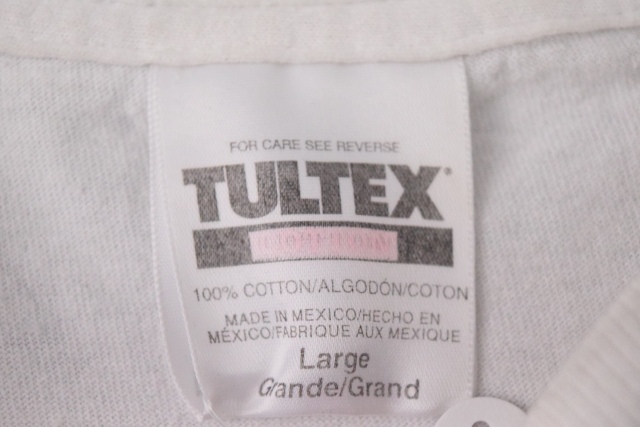 FOR CARE SEE REVERSE
TULTEX®
100% COTTON/ALGODÓN/COTON
MADE IN MEXICO/HECHO EN
MÉXICO/FABRIQUE AUX MEXIQUE
Large
Grande/Grand